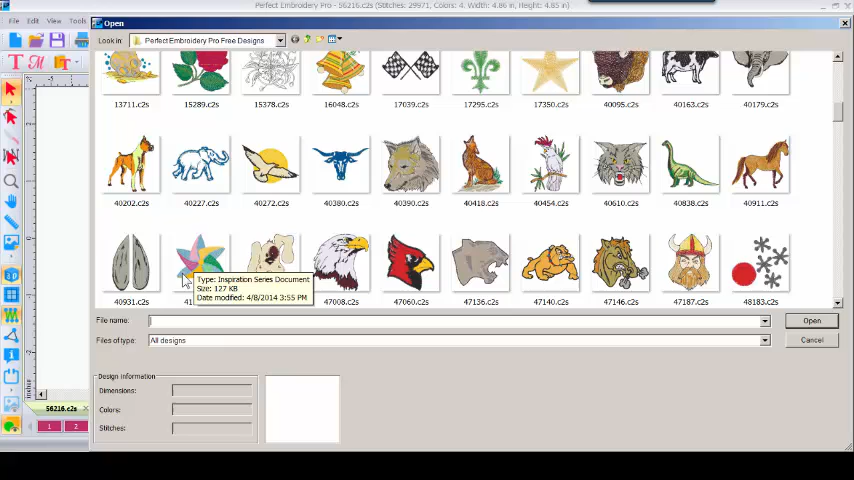 Perfect Embroidery Pro - 56216.c2s (Stitches: 29971, Colors: 4, Width: 4.86 in, Height: 4.85 in)
File Edit View Tools
Open
Look in: Perfect Embroidery Pro Free Designs
13711.c2s 15289.c2s 15378.c2s 16048.c2s 17039.c2s 17295.c2s 17350.c2s 40095.c2s 40163.c2s 40179.c2s
40202.c2s 40227.c2s 40272.c2s 40380.c2s 40390.c2s 40418.c2s 40454.c2s 40610.c2s 40838.c2s 40911.c2s
Type: Inspiration Series Document
Size: 127 KB
Date modified: 4/8/2014 3:55 PM
40931.c2s 47008.c2s 47060.c2s 47136.c2s 47140.c2s 47146.c2s 47187.c2s 48183.c2s
File name: Open
Files of type: All designs Cancel
Design Information
Dimensions:
Colors:
Stitches:
inches
56216.c2s
1 2